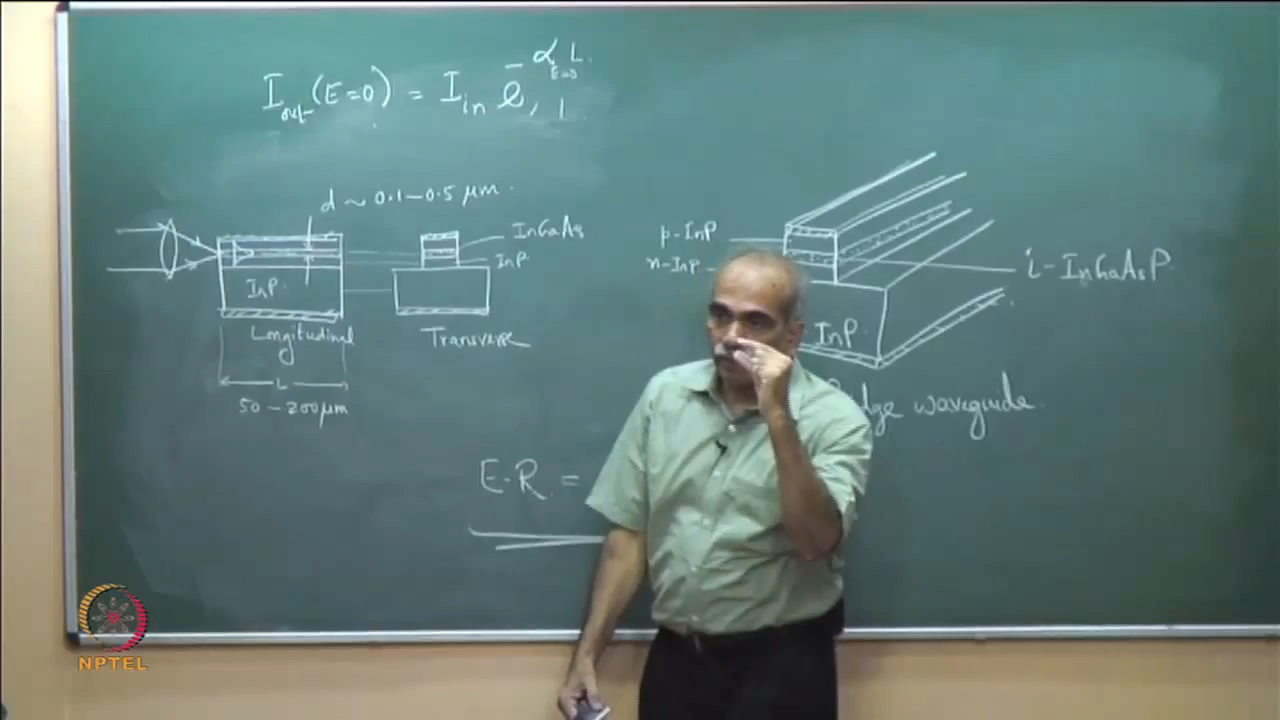 I_out (E=0) = I_in e^-α_{E=0} L
d ~ 0.1 – 0.5 μm
InGaAs
InP
InP
Longitudinal
Transverse
L
50 – 200 μm
p-InP
n-InP
i-InGaAsP
InP
dge waveguide
E.R. =
NPTEL